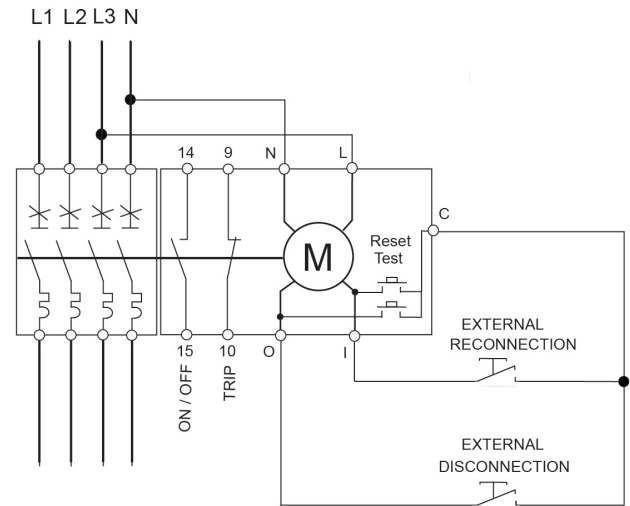 L1 L2 L3 N
14 9 N L
C
Reset
Test
M
15 10 O I
ON / OFF
TRIP
EXTERNAL
RECONNECTION
EXTERNAL
DISCONNECTION